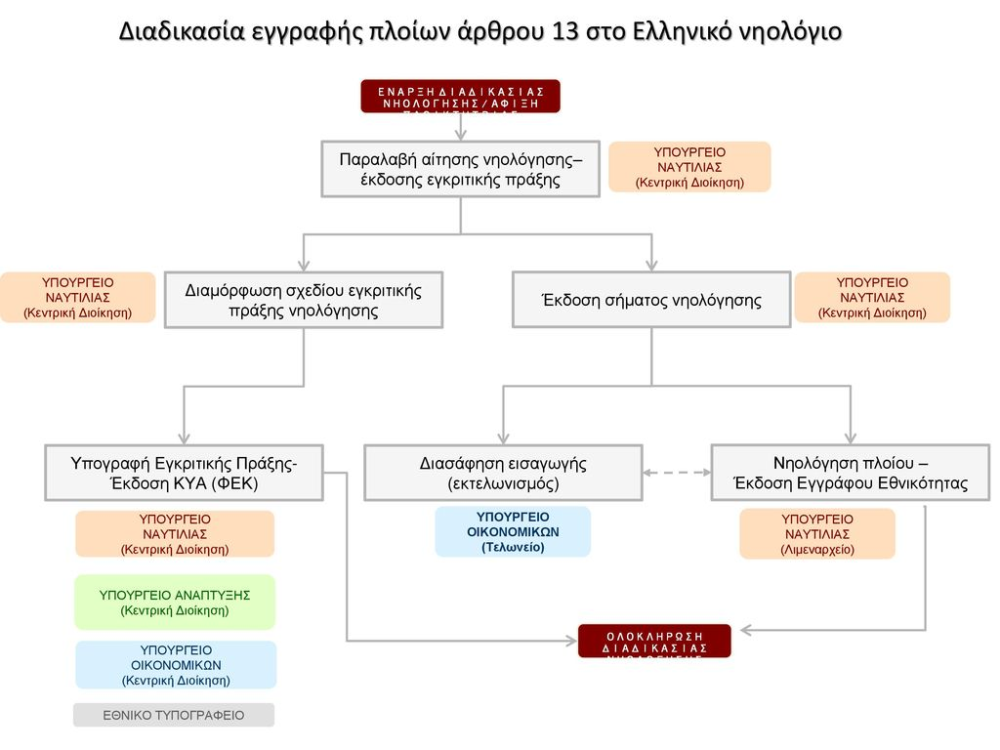 Διαδικασία εγγραφής πλοίων άρθρου 13 στο Ελληνικό νηολόγιο
ΕΝΑΡΞΗ ΔΙΑΔΙΚΑΣΙΑΣ
ΝΗΟΛΟΓΗΣΗΣ/ΑΦΙΞΗ
Παραλαβή αίτησης νηολόγησης–
έκδοσης εγκριτικής πράξης
ΥΠΟΥΡΓΕΙΟ
ΝΑΥΤΙΛΙΑΣ
(Κεντρική Διοίκηση)
ΥΠΟΥΡΓΕΙΟ
ΝΑΥΤΙΛΙΑΣ
(Κεντρική Διοίκηση)
Διαμόρφωση σχεδίου εγκριτικής
πράξης νηολόγησης
Έκδοση σήματος νηολόγησης
ΥΠΟΥΡΓΕΙΟ
ΝΑΥΤΙΛΙΑΣ
(Κεντρική Διοίκηση)
Υπογραφή Εγκριτικής Πράξης-
Έκδοση ΚΥΑ (ΦΕΚ)
Διασάφηση εισαγωγής
(εκτελωνισμός)
Νηολόγηση πλοίου –
Έκδοση Εγγράφου Εθνικότητας
ΥΠΟΥΡΓΕΙΟ
ΝΑΥΤΙΛΙΑΣ
(Κεντρική Διοίκηση)
ΥΠΟΥΡΓΕΙΟ
ΟΙΚΟΝΟΜΙΚΩΝ
(Τελωνείο)
ΥΠΟΥΡΓΕΙΟ
ΝΑΥΤΙΛΙΑΣ
(Λιμεναρχείο)
ΥΠΟΥΡΓΕΙΟ ΑΝΑΠΤΥΞΗΣ
(Κεντρική Διοίκηση)
ΥΠΟΥΡΓΕΙΟ
ΟΙΚΟΝΟΜΙΚΩΝ
(Κεντρική Διοίκηση)
ΕΘΝΙΚΟ ΤΥΠΟΓΡΑΦΕΙΟ
ΟΛΟΚΛΗΡΩΣΗ
ΔΙΑΔΙΚΑΣΙΑΣ